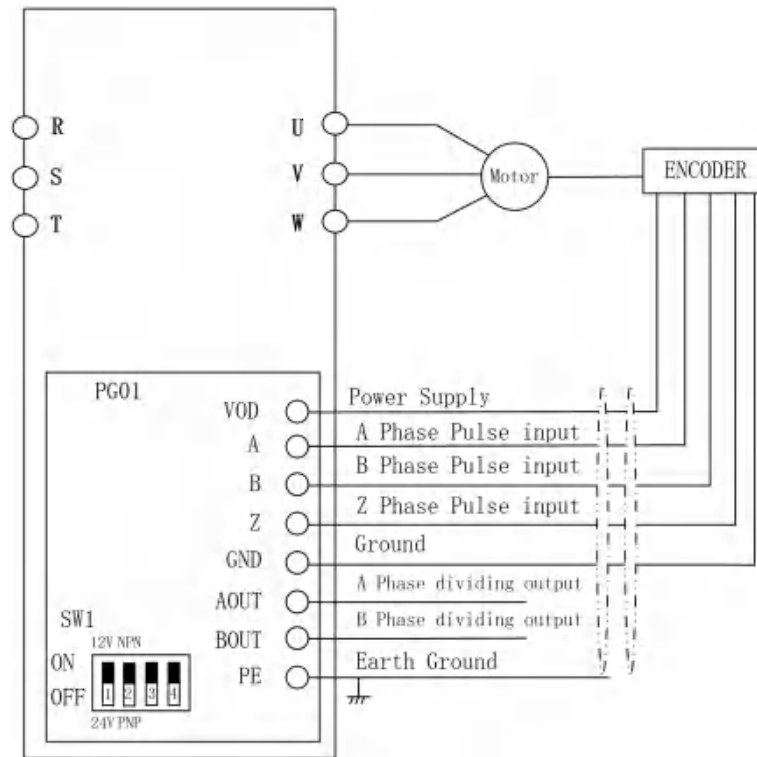 R
U
S
V
Motor
ENCODER
T
W
PG01
VOD
Power Supply
A
A Phase Pulse input
B
B Phase Pulse input
Z
Z Phase Pulse input
GND
Ground
AOUT
A Phase dividing output
BOUT
B Phase dividing output
PE
Earth Ground
SW1
12V NPN
ON
OFF
1 2 3 4
24V PNP